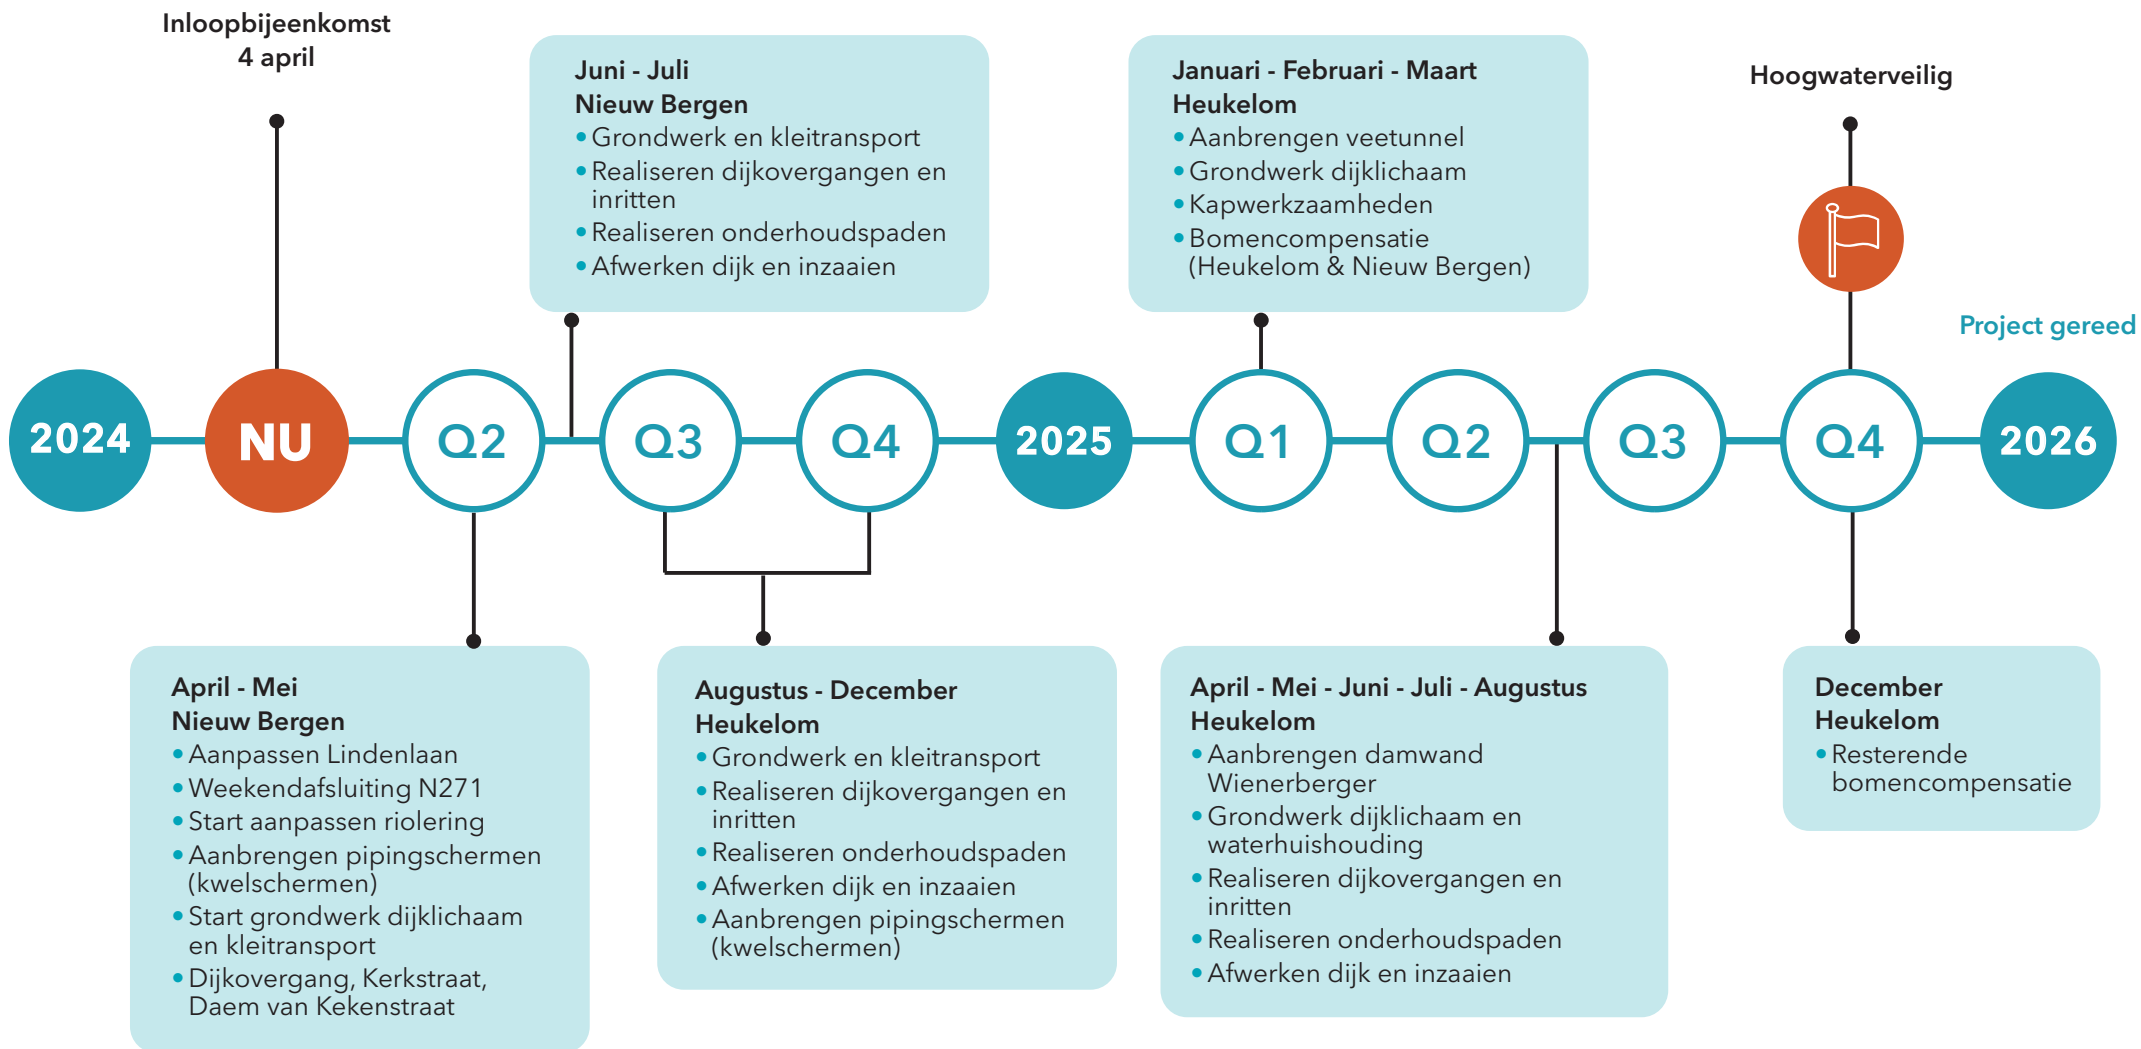 Inloopbijeenkomst
4 april
Juni - Juli
Nieuw Bergen
• Grondwerk en kleitransport
• Realiseren dijkovergangen en
inritten
• Realiseren onderhoudspaden
• Afwerken dijk en inzaaien
Januari - Februari - Maart
Heukelom
• Aanbrengen veetunnel
• Grondwerk dijklichaam
• Kapwerkzaamheden
• Bomencompensatie
(Heukelom & Nieuw Bergen)
Hoogwaterveilig
Project gereed
2024
NU
Q2
Q3
Q4
2025
Q1
Q2
Q3
Q4
2026
April - Mei
Nieuw Bergen
• Aanpassen Lindenlaan
• Weekendafsluiting N271
• Start aanpassen riolering
• Aanbrengen pipingschermen
(kwelschermen)
• Start grondwerk dijklichaam
en kleitransport
• Dijkovergang, Kerkstraat,
Daem van Kekenstraat
Augustus - December
Heukelom
• Grondwerk en kleitransport
• Realiseren dijkovergangen en
inritten
• Realiseren onderhoudspaden
• Afwerken dijk en inzaaien
• Aanbrengen pipingschermen
(kwelschermen)
April - Mei - Juni - Juli - Augustus
Heukelom
• Aanbrengen damwand
Wienerberger
• Grondwerk dijklichaam en
waterhuishouding
• Realiseren dijkovergangen en
inritten
• Realiseren onderhoudspaden
• Afwerken dijk en inzaaien
December
Heukelom
• Resterende
bomencompensatie